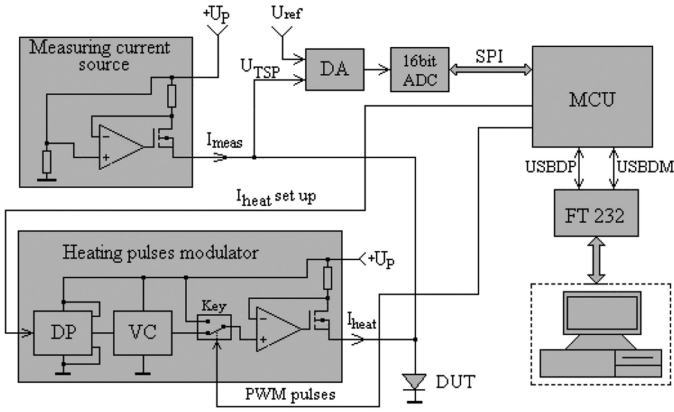 +UP
Uref
Measuring current
source
UTSP
DA
16bit
ADC
SPI
MCU
−
+
Imeas
USBDP
USBDM
Iheat set up
FT 232
Heating pulses modulator
+UP
Key
DP
VC
−
+
Iheat
PWM pulses
DUT